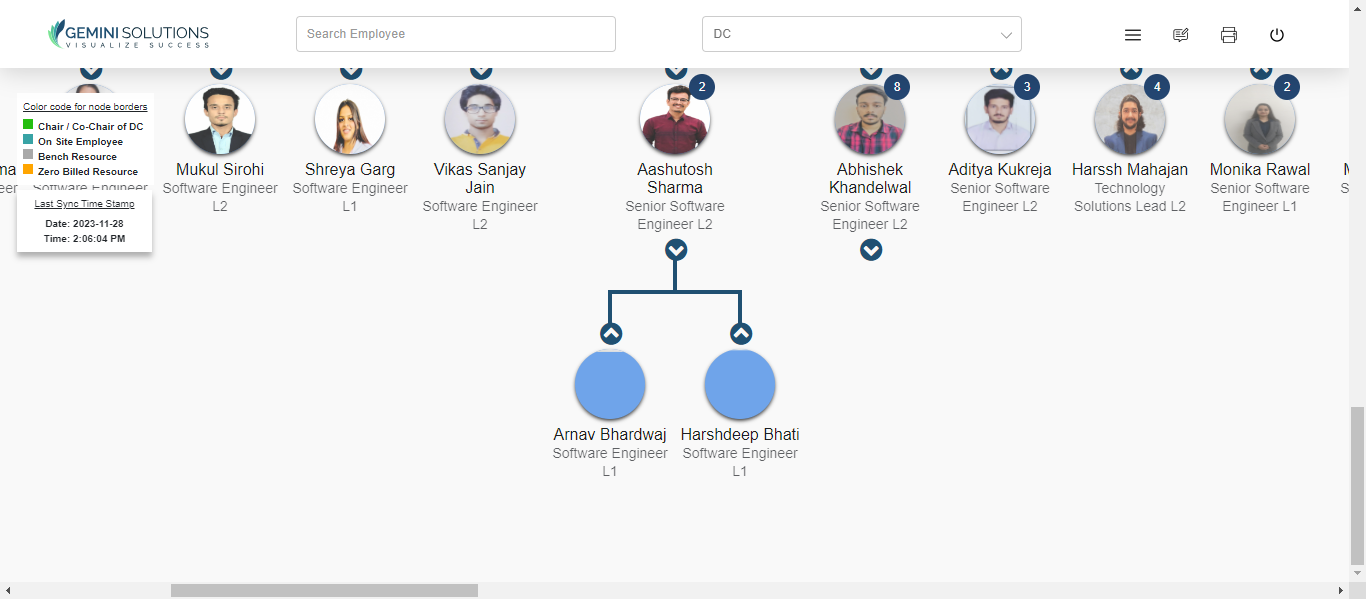 GEMINI SOLUTIONS
VISUALIZE SUCCESS
Search Employee
DC
Color code for node borders
Chair / Co-Chair of DC
On Site Employee
Bench Resource
Zero Billed Resource
Last Sync Time Stamp
Date: 2023-11-28
Time: 2:06:04 PM
Software Engineer
Mukul Sirohi
Software Engineer
L2
Shreya Garg
Software Engineer
L1
Vikas Sanjay
Jain
Software Engineer
L2
2
Aashutosh
Sharma
Senior Software
Engineer L2
8
Abhishek
Khandelwal
Senior Software
Engineer L2
3
Aditya Kukreja
Senior Software
Engineer L2
4
Harssh Mahajan
Technology
Solutions Lead L2
2
Monika Rawal
Senior Software
Engineer L1
Arnav Bhardwaj
Software Engineer
L1
Harshdeep Bhati
Software Engineer
L1